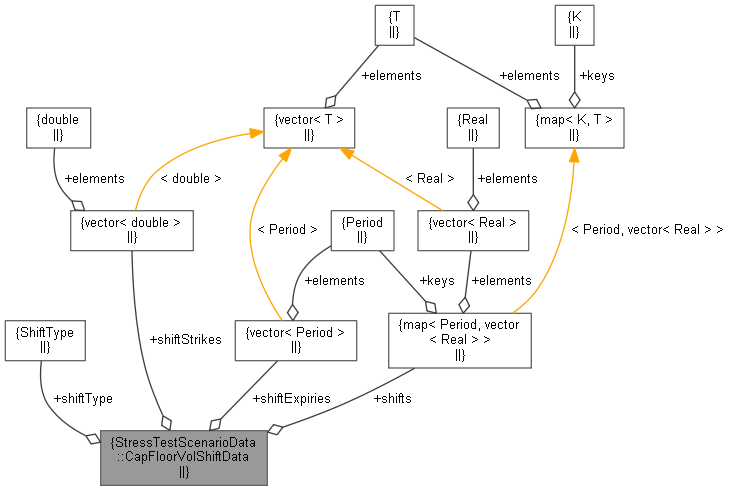 {T
||}
{K
||}
+elements
+elements
+keys
{double
||}
{vector< T >
||}
{Real
||}
{map< K, T >
||}
+elements
< double >
< Real >
+elements
{vector< double >
||}
< Period >
{Period
||}
{vector< Real >
||}
< Period, vector< Real > >
+elements
+keys
+elements
{ShiftType
||}
+shiftStrikes
{vector< Period >
||}
{map< Period, vector
< Real > >
||}
+shiftType
+shiftExpiries
+shifts
{StressTestScenarioData
::CapFloorVolShiftData
||}